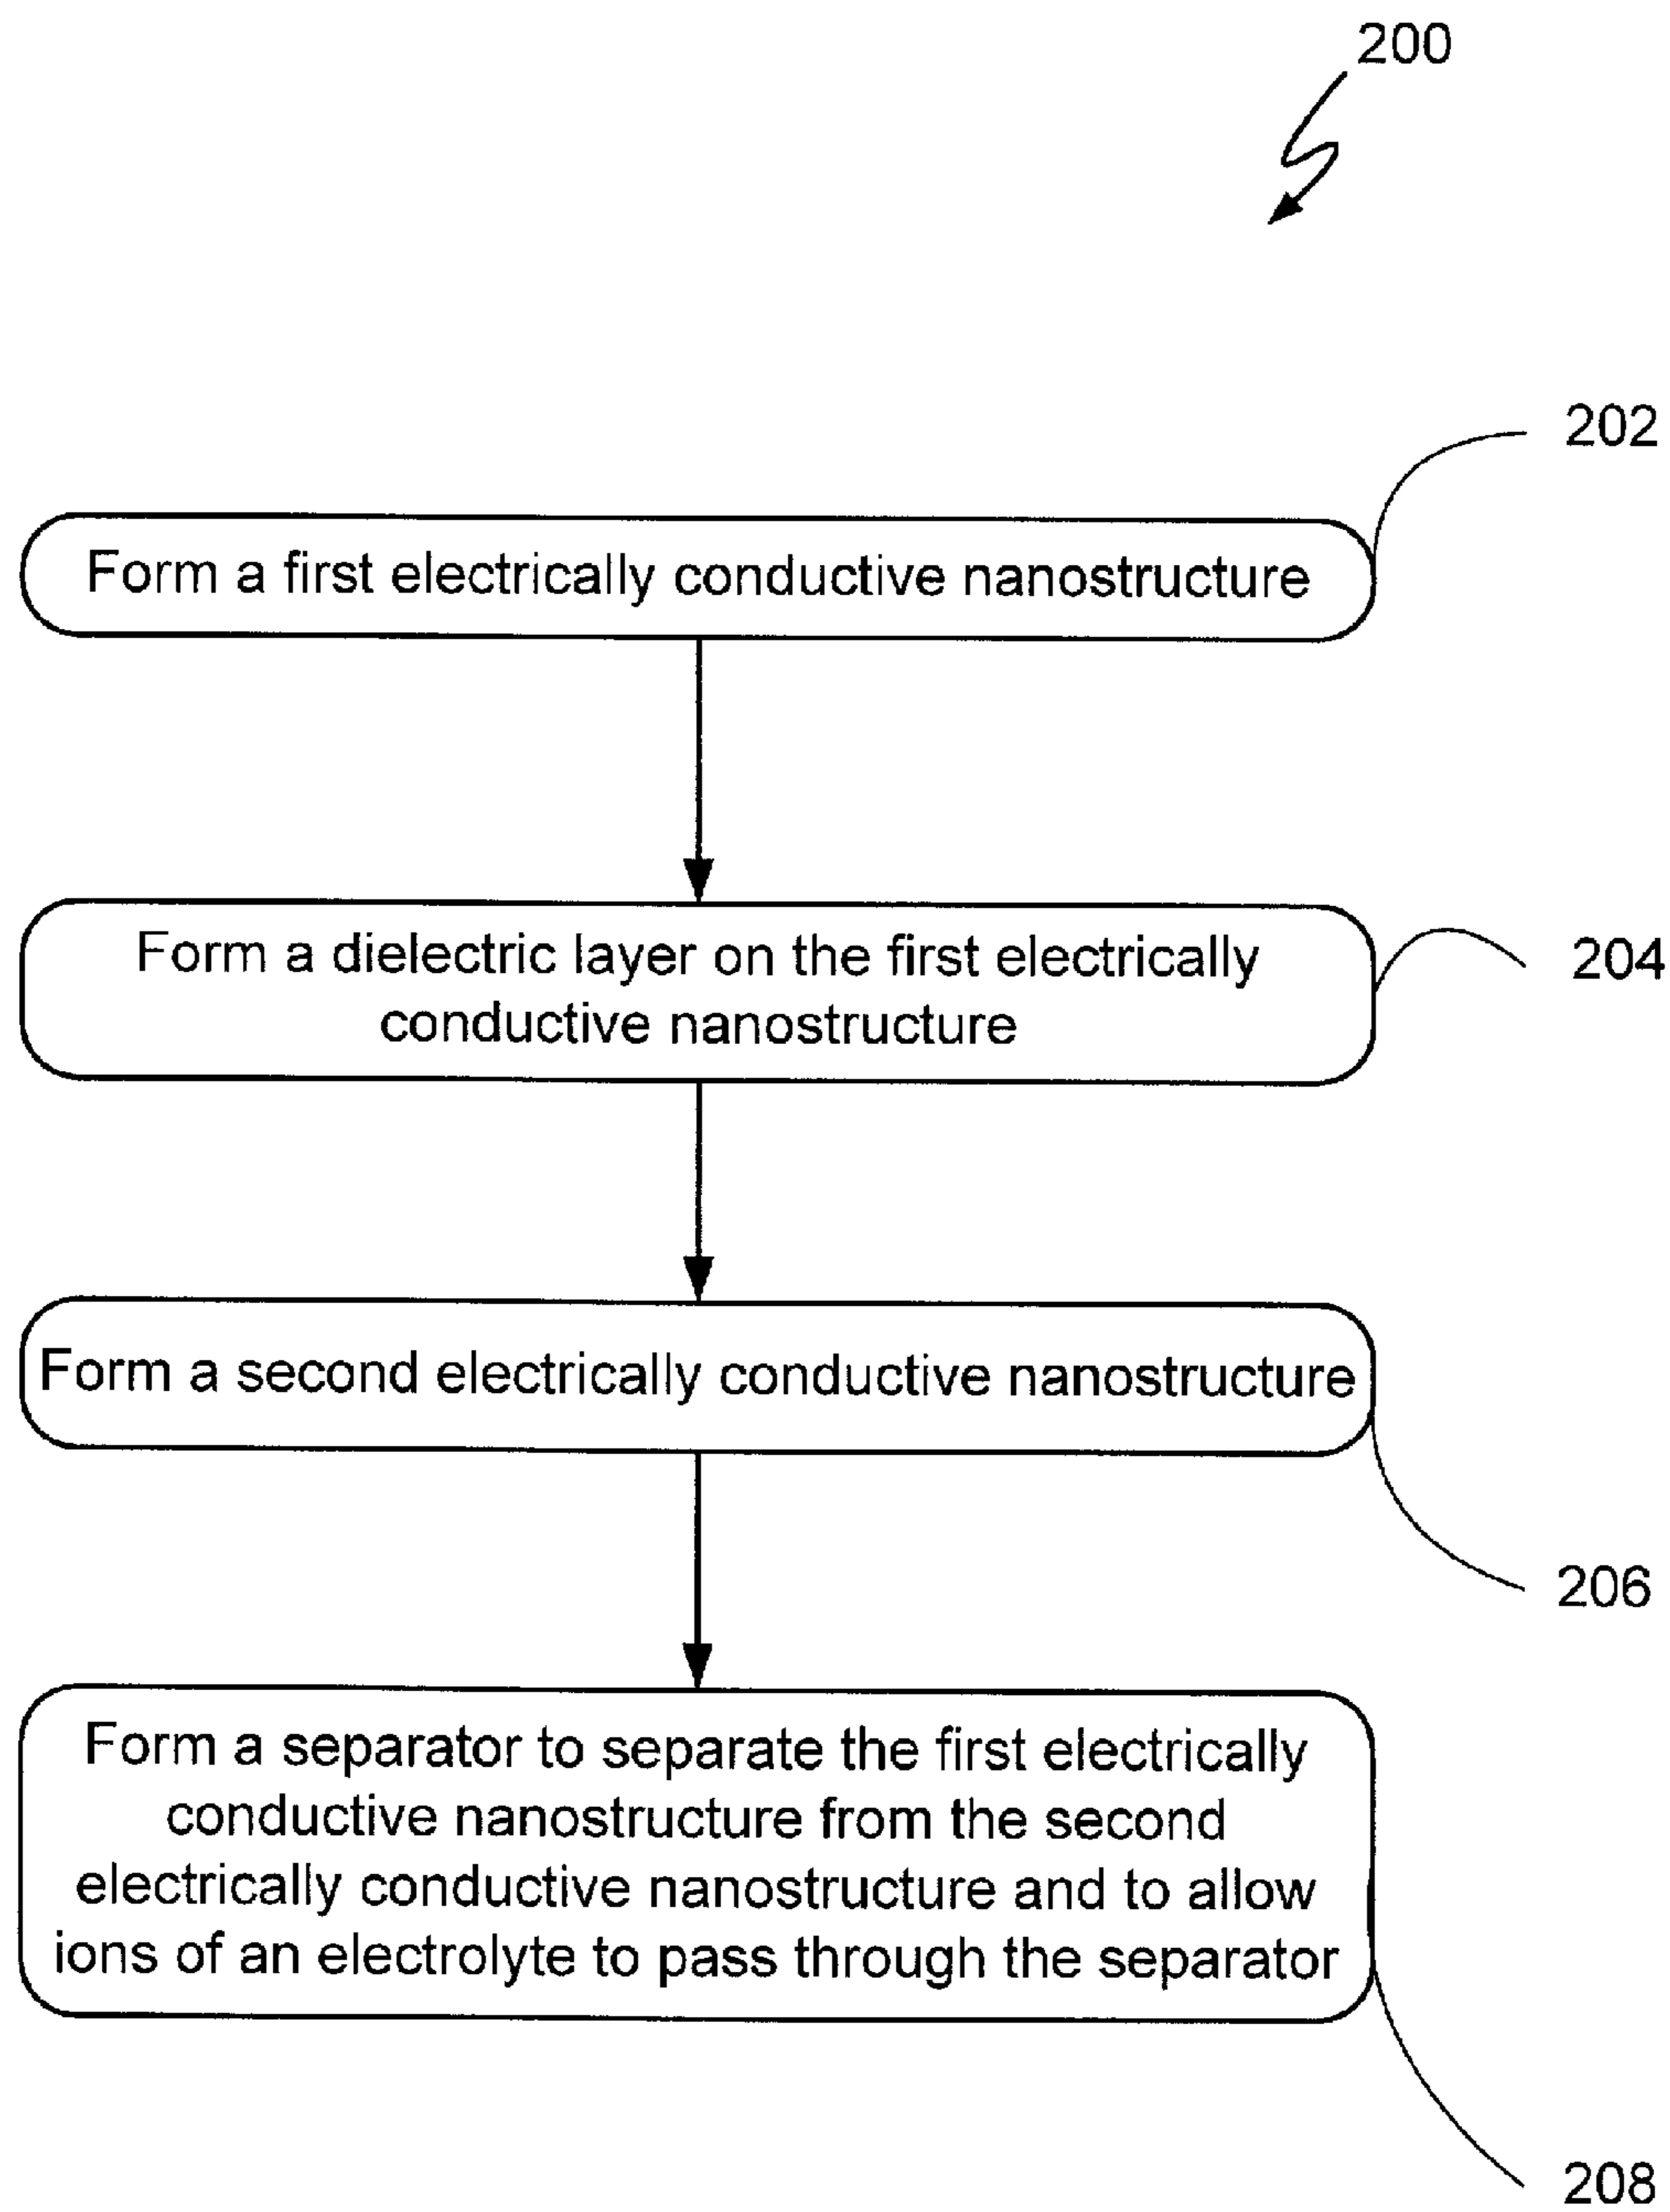 200
202
Form a first electrically conductive nanostructure
Form a dielectric layer on the first electrically
conductive nanostructure
204
Form a second electrically conductive nanostructure
206
Form a separator to separate the first electrically
conductive nanostructure from the second
electrically conductive nanostructure and to allow
ions of an electrolyte to pass through the separator
208